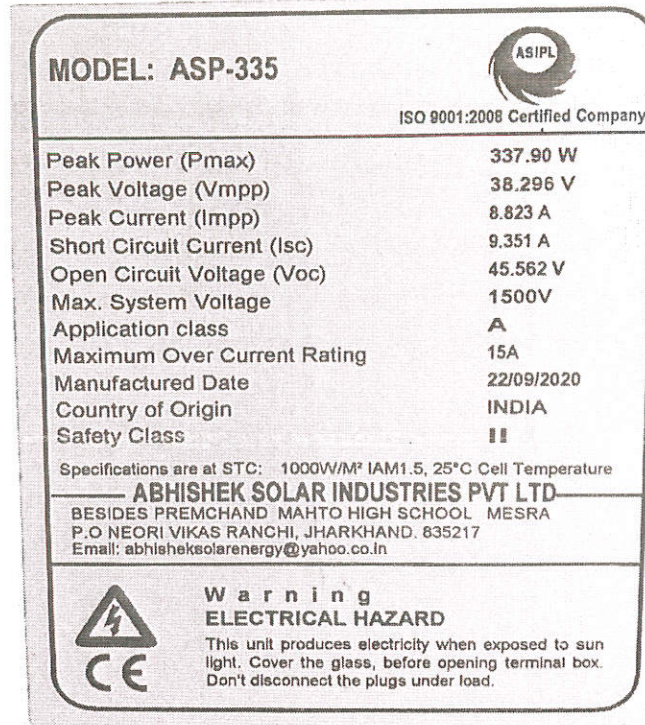 MODEL: ASP-335
ASIPL
ISO 9001:2008 Certified Company
Peak Power (Pmax) 337.90 W
Peak Voltage (Vmpp) 38.296 V
Peak Current (Impp) 8.823 A
Short Circuit Current (Isc) 9.351 A
Open Circuit Voltage (Voc) 45.562 V
Max. System Voltage 1500V
Application class A
Maximum Over Current Rating 15A
Manufactured Date 22/09/2020
Country of Origin INDIA
Safety Class II
Specifications are at STC: 1000W/M² IAM1.5, 25°C Cell Temperature
ABHISHEK SOLAR INDUSTRIES PVT LTD
BESIDES PREMCHAND MAHTO HIGH SCHOOL MESRA
P.O NEORI VIKAS RANCHI, JHARKHAND. 835217
Email: abhisheksolarenergy@yahoo.co.in
Warning
ELECTRICAL HAZARD
This unit produces electricity when exposed to sun
light. Cover the glass, before opening terminal box.
Don't disconnect the plugs under load.
CE